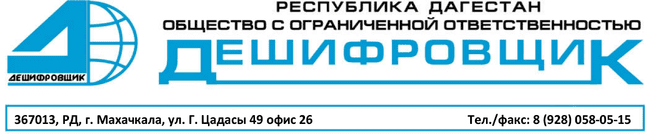 РЕСПУБЛИКА ДАГЕСТАН
ОБЩЕСТВО С ОГРАНИЧЕННОЙ ОТВЕТСТВЕННОСТЬЮ
ДЕШИФРОВЩИК
ДЕШИФРОВЩИК
367013, РД, г. Махачкала, ул. Г. Цадасы 49 офис 26 Тел./факс: 8 (928) 058-05-15